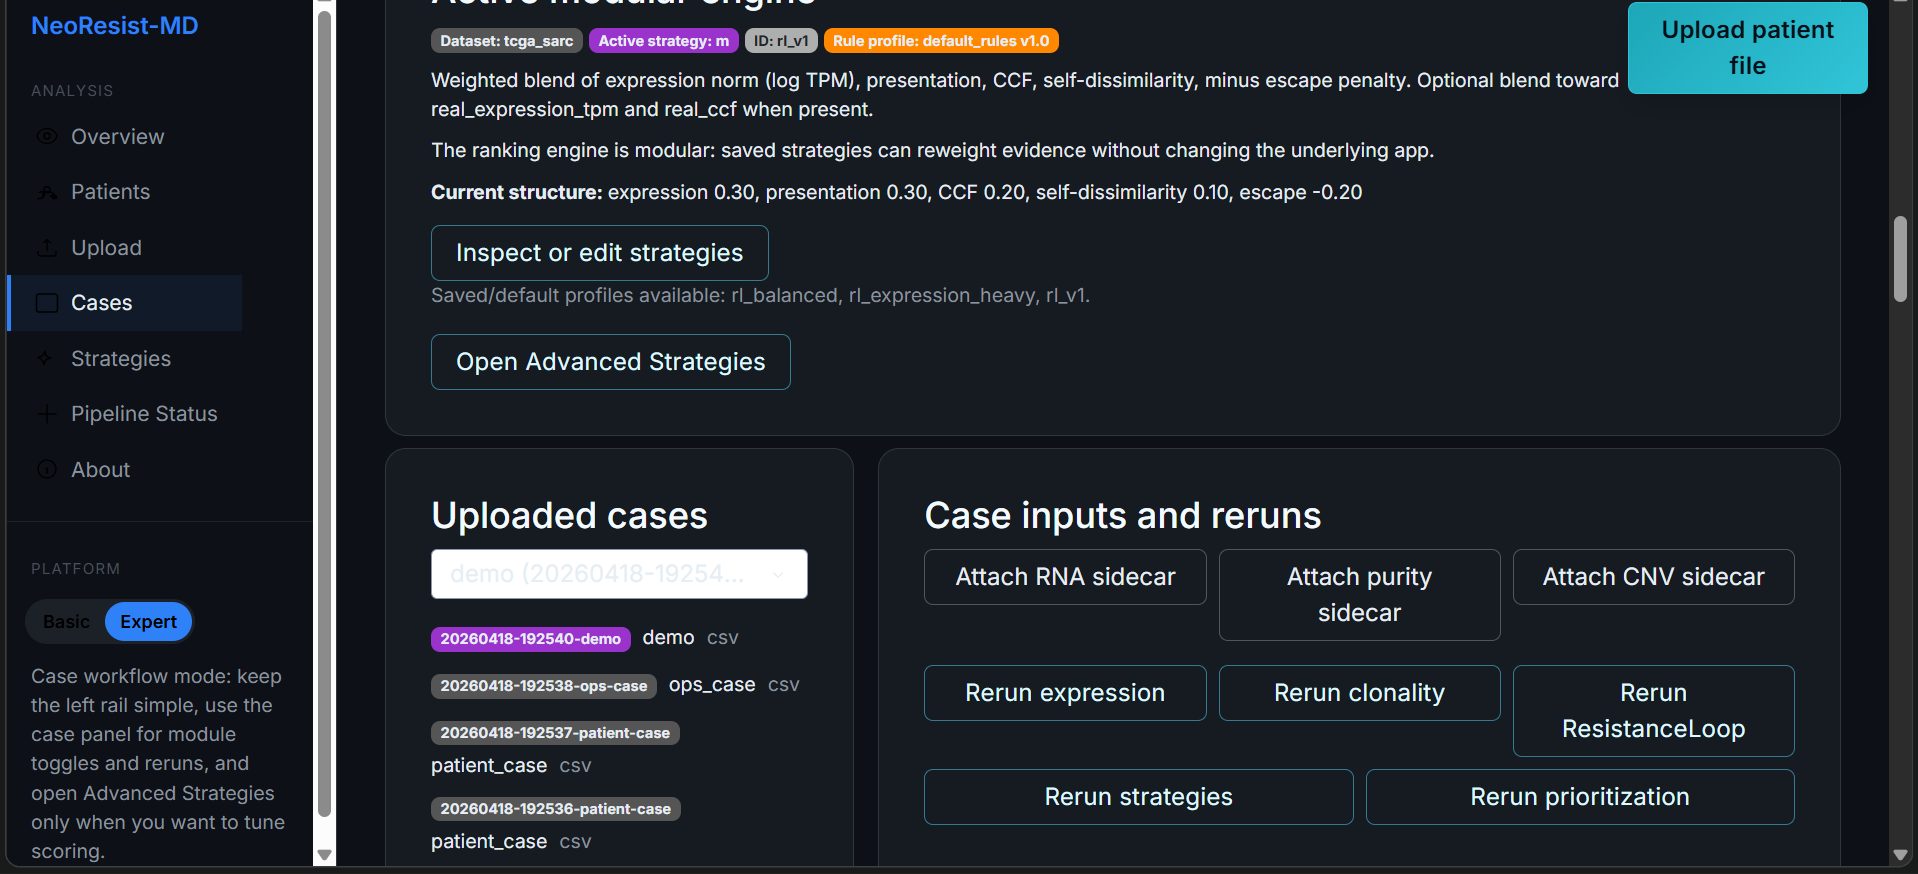 NeoResist-MD
ANALYSIS
Overview
Patients
Upload
Cases
Strategies
Pipeline Status
About
PLATFORM
Basic
Expert
Case workflow mode: keep
the left rail simple, use the
case panel for module
toggles and reruns, and
open Advanced Strategies
only when you want to tune
scoring.
Active modular engine
Upload patient
file
Dataset: tcga_sarc
Active strategy: m
ID: rl_v1
Rule profile: default_rules v1.0
Weighted blend of expression norm (log TPM), presentation, CCF, self-dissimilarity, minus escape penalty. Optional blend toward
real_expression_tpm and real_ccf when present.
The ranking engine is modular: saved strategies can reweight evidence without changing the underlying app.
Current structure: expression 0.30, presentation 0.30, CCF 0.20, self-dissimilarity 0.10, escape -0.20
Inspect or edit strategies
Saved/default profiles available: rl_balanced, rl_expression_heavy, rl_v1.
Open Advanced Strategies
Uploaded cases
demo (20260418-19254...
20260418-192540-demo demo csv
20260418-192538-ops-case ops_case csv
20260418-192537-patient-case
patient_case csv
20260418-192536-patient-case
patient_case csv
Case inputs and reruns
Attach RNA sidecar
Attach purity
sidecar
Attach CNV sidecar
Rerun expression
Rerun clonality
Rerun
ResistanceLoop
Rerun strategies
Rerun prioritization